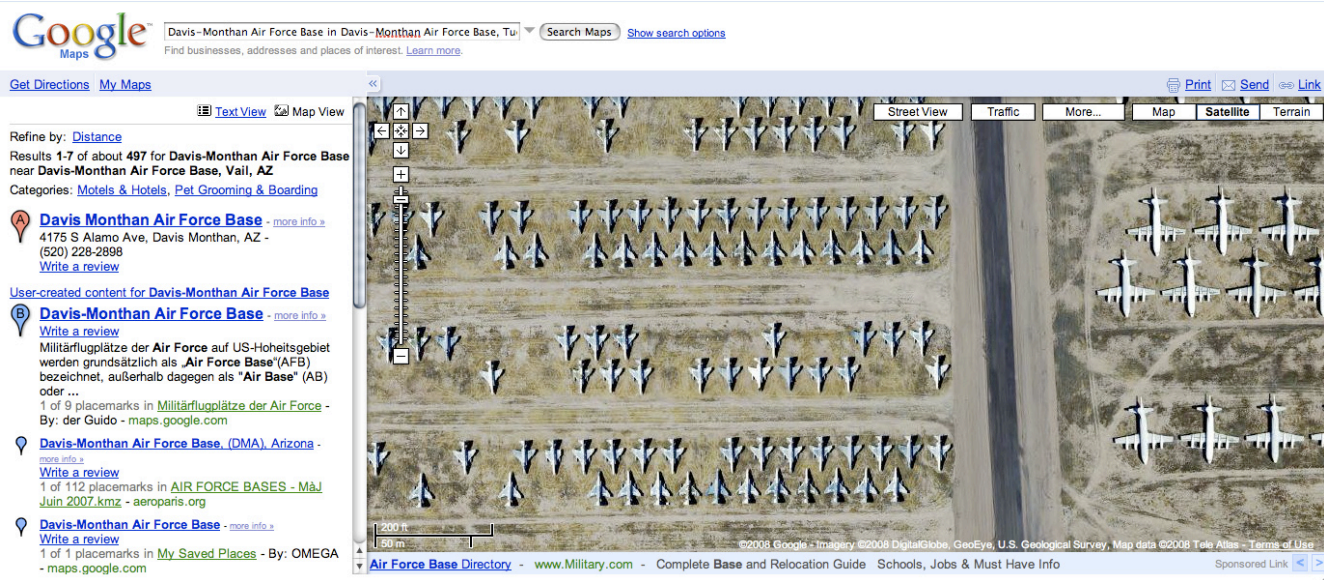 Google
Maps
Davis-Monthan Air Force Base in Davis-Monthan Air Force Base, Tu
Search Maps
Show search options
Find businesses, addresses and places of interest. Learn more.
Get Directions My Maps
«
Print Send Link
Text View Map View
Street View Traffic More... Map Satellite Terrain
Refine by: Distance
Results 1-7 of about 497 for Davis-Monthan Air Force Base
near Davis-Monthan Air Force Base, Vail, AZ
Categories: Motels & Hotels, Pet Grooming & Boarding
A
Davis Monthan Air Force Base - more info »
4175 S Alamo Ave, Davis Monthan, AZ -
(520) 228-2898
Write a review
User-created content for Davis-Monthan Air Force Base
B
Davis-Monthan Air Force Base - more info »
Write a review
Militärflugplätze der Air Force auf US-Hoheitsgebiet
werden grundsätzlich als „Air Force Base"(AFB)
bezeichnet, außerhalb dagegen als "Air Base" (AB)
oder ...
1 of 9 placemarks in Militärflugplätze der Air Force -
By: der Guido - maps.google.com
Davis-Monthan Air Force Base, (DMA), Arizona -
more info »
Write a review
1 of 112 placemarks in AIR FORCE BASES - MàJ
Juin 2007.kmz - aeroparis.org
Davis-Monthan Air Force Base - more info »
Write a review
1 of 1 placemarks in My Saved Places - By: OMEGA
- maps.google.com
200 ft
50 m
©2008 Google - Imagery ©2008 DigitalGlobe, GeoEye, U.S. Geological Survey, Map data ©2008 Tele Atlas - Terms of Use
Air Force Base Directory - www.Military.com - Complete Base and Relocation Guide Schools, Jobs & Must Have Info
Sponsored Link < >